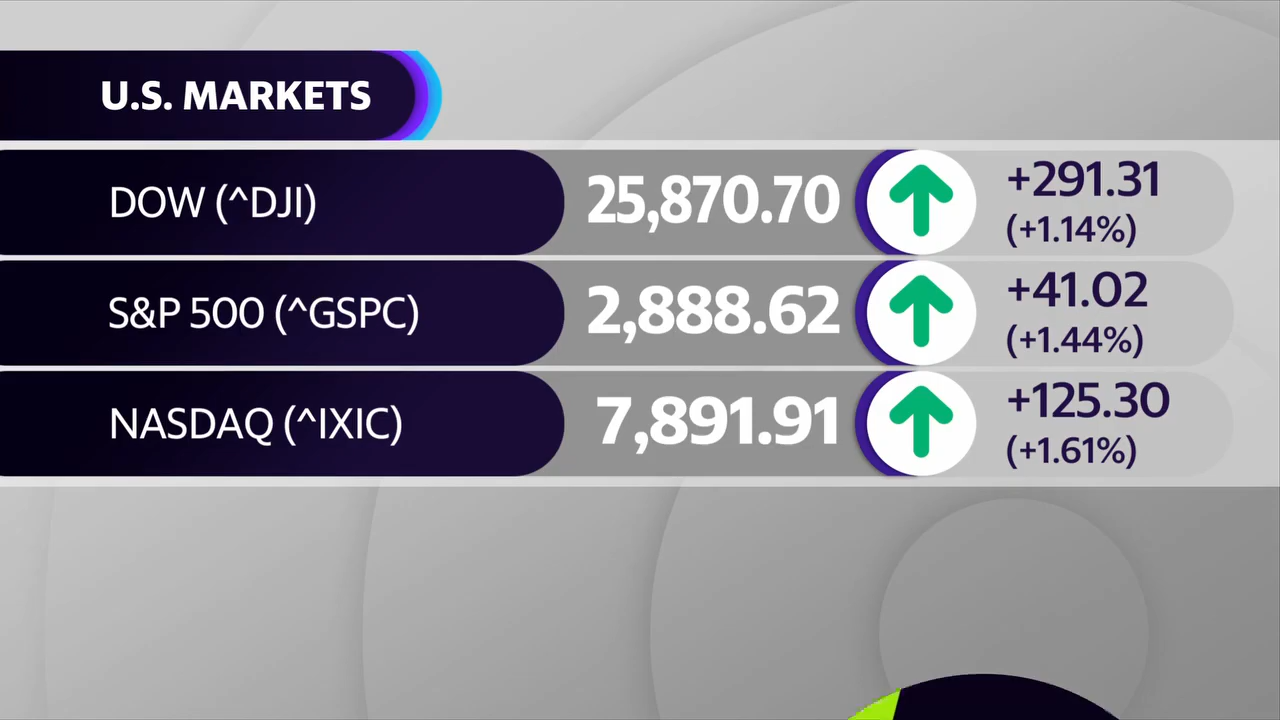 U.S. MARKETS
DOW (^DJI) 25,870.70 +291.31
(+1.14%)
S&P 500 (^GSPC) 2,888.62 +41.02
(+1.44%)
NASDAQ (^IXIC) 7,891.91 +125.30
(+1.61%)